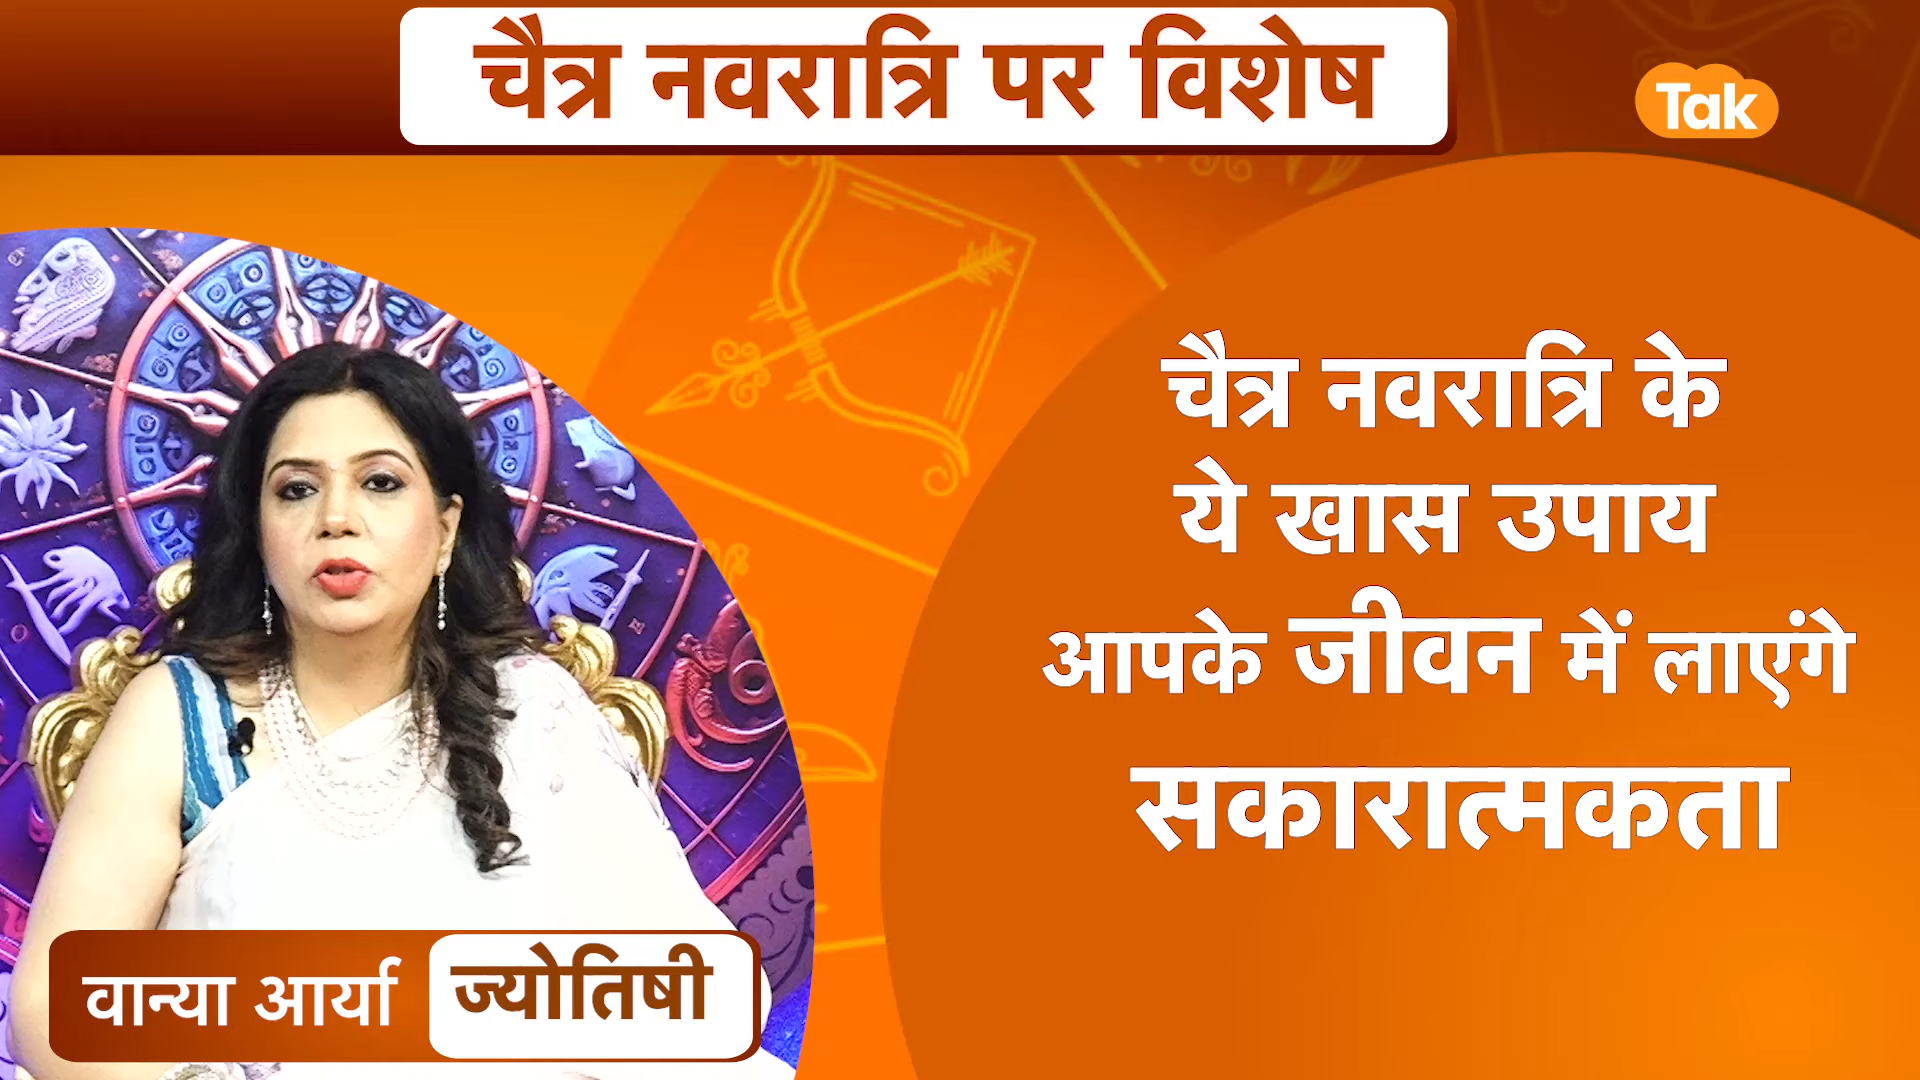 चैत्र नवरात्रि पर विशेष
Tak
चैत्र नवरात्रि के
ये खास उपाय
आपके जीवन में लाएंगे
सकारात्मकता
वान्या आर्या ज्योतिषी